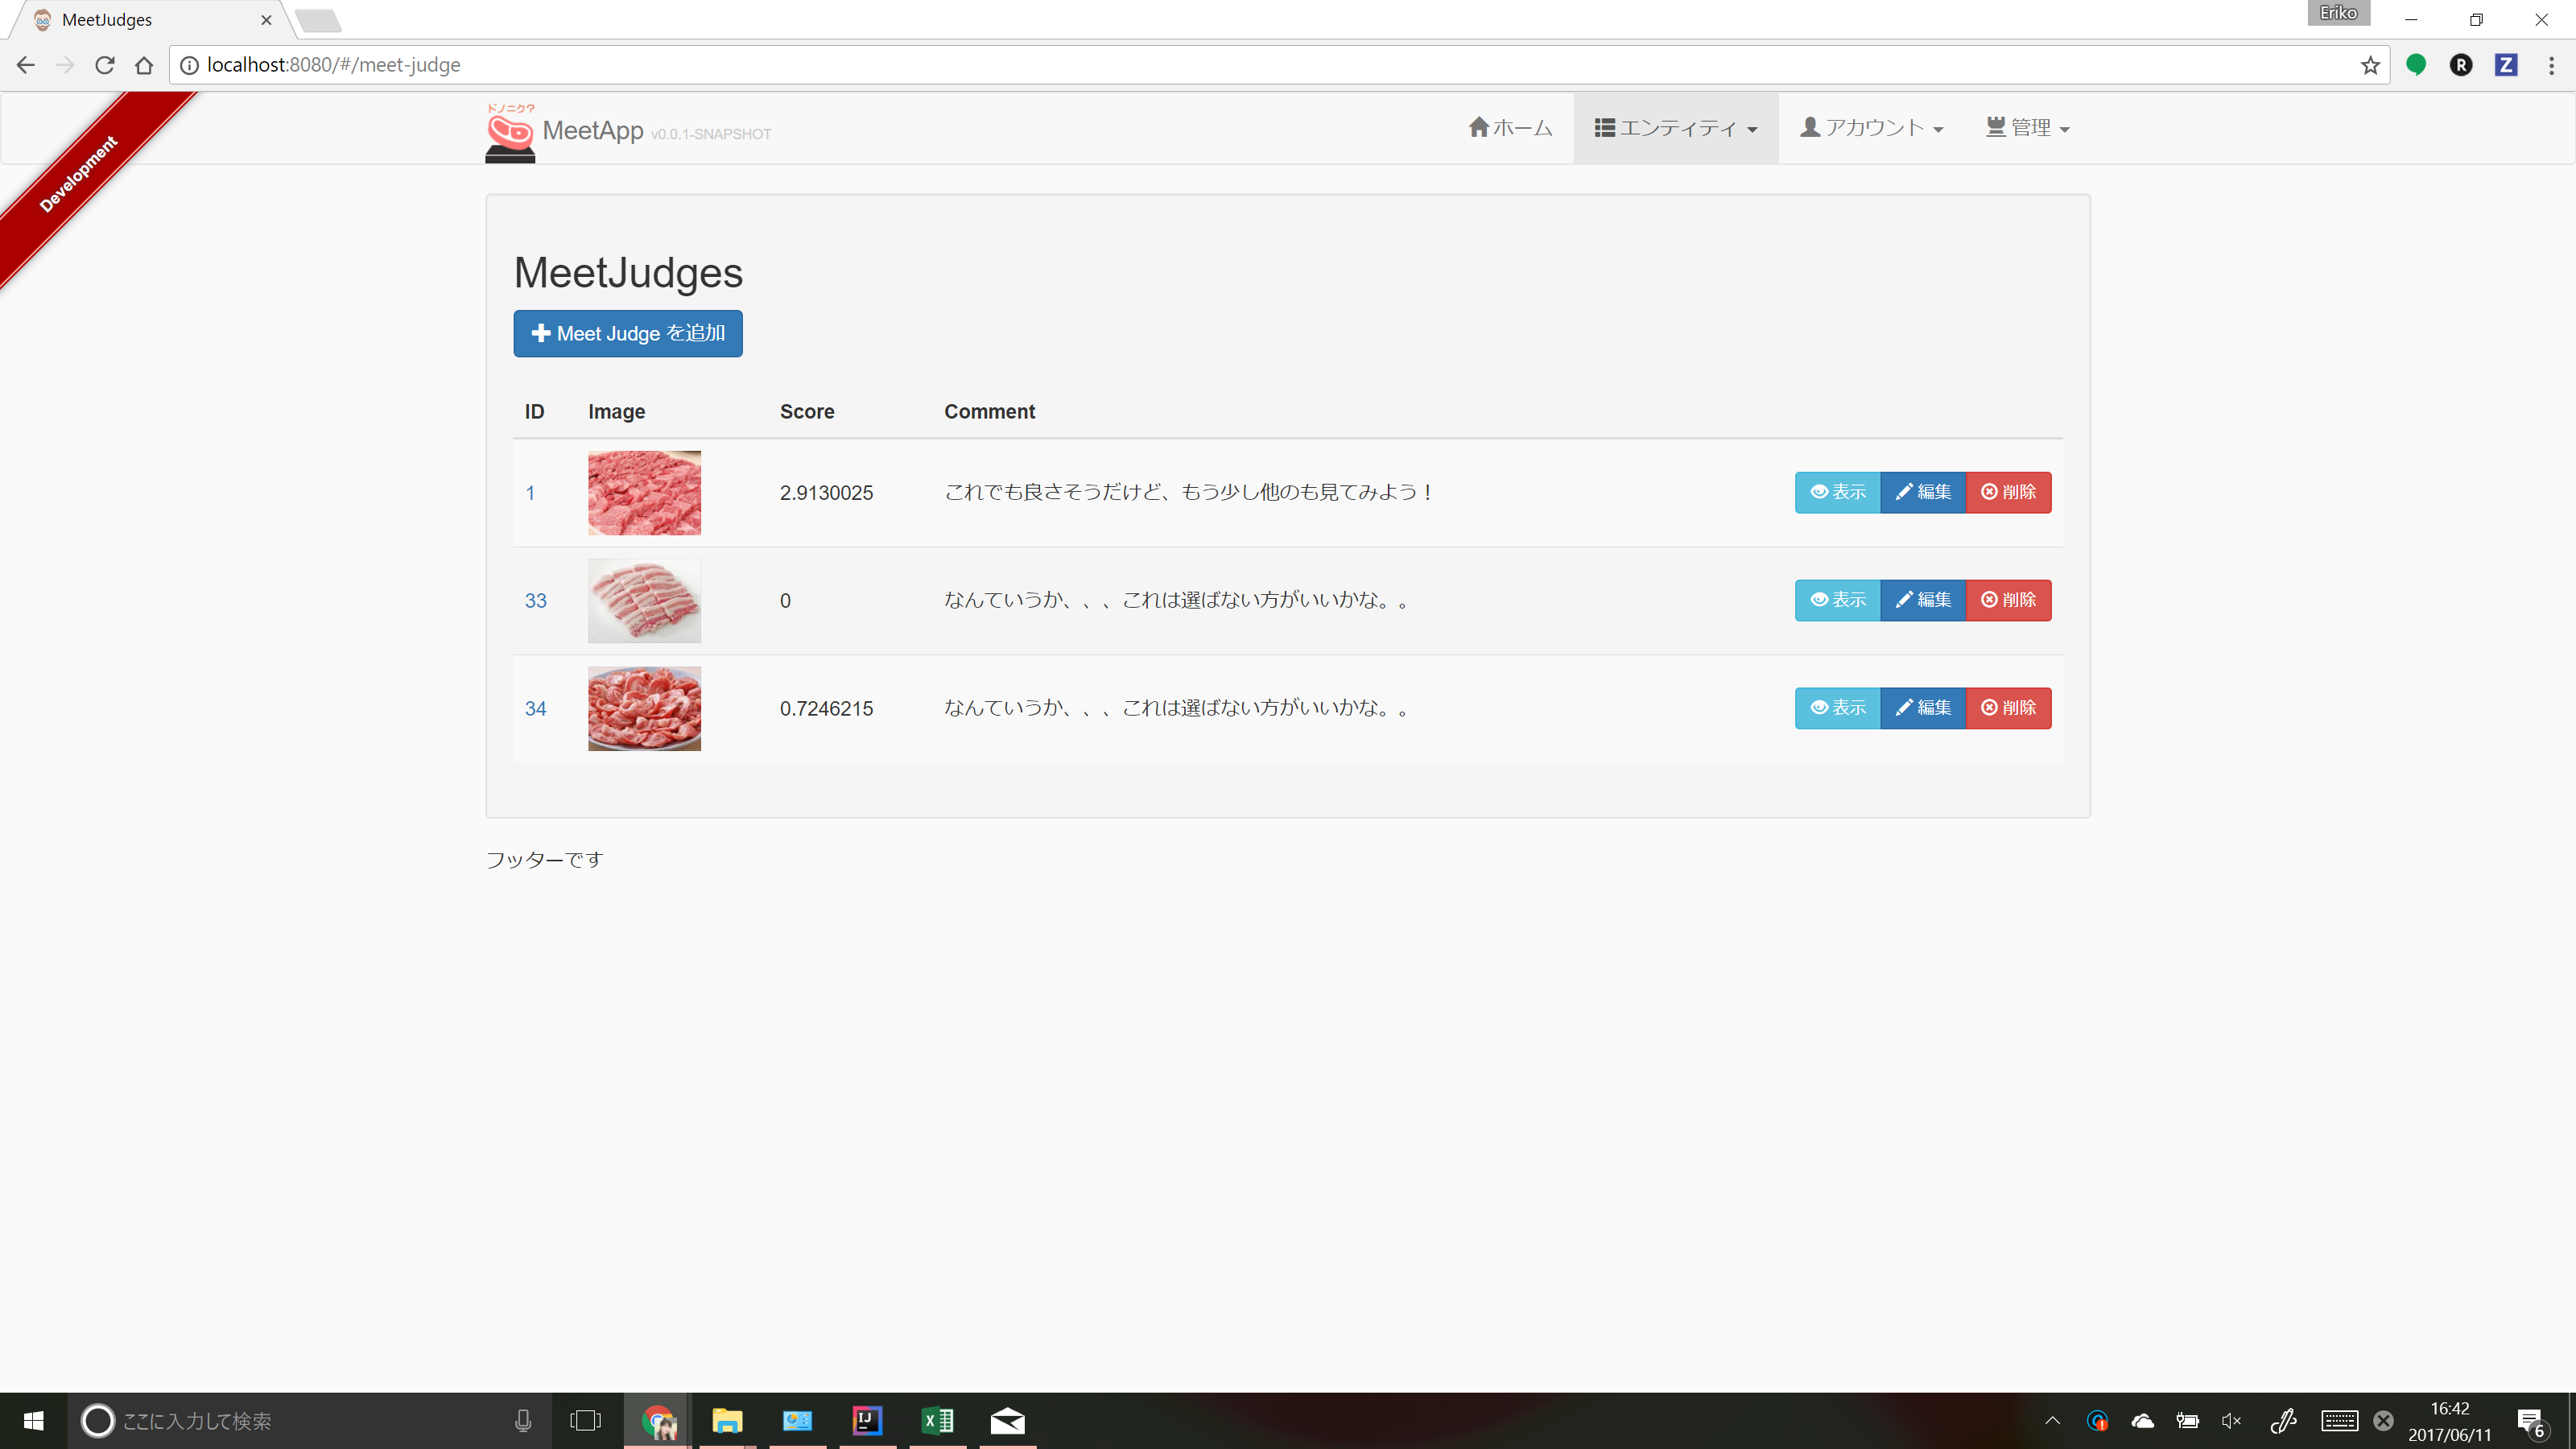 MeetJudges
Eriko
localhost:8080/#/meet-judge
R
Z
Development
ドノニク?
MeetApp v0.0.1-SNAPSHOT
ホーム
エンティティ
アカウント
管理
MeetJudges
Meet Judge を追加
ID Image Score Comment
1 2.9130025 これでも良さそうだけど、もう少し他のも見てみよう！ 表示 編集 削除
33 0 なんていうか、、、これは選ばない方がいいかな。。 表示 編集 削除
34 0.7246215 なんていうか、、、これは選ばない方がいいかな。。 表示 編集 削除
フッターです
ここに入力して検索
IJ
X
16:42
2017/06/11
6